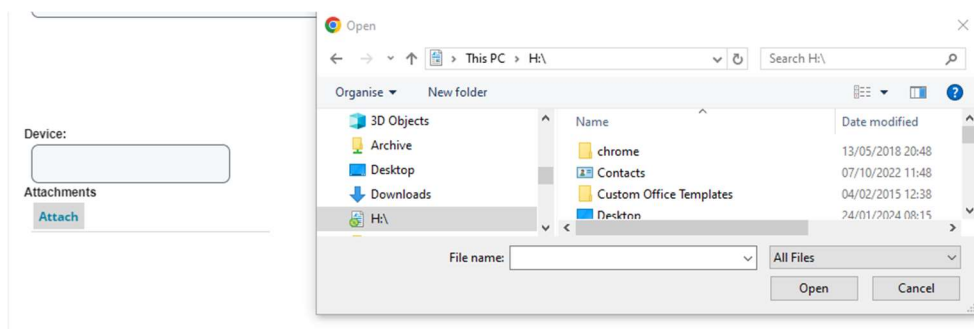 Device:
Attachments
Attach
Open
This PC > H:\
Search H:\
Organise
New folder
3D Objects
Archive
Desktop
Downloads
H:\
Name
Date modified
chrome
13/05/2018 20:48
Contacts
07/10/2022 11:48
Custom Office Templates
04/02/2015 12:38
Desktop
24/01/2024 08:15
File name:
All Files
Open
Cancel